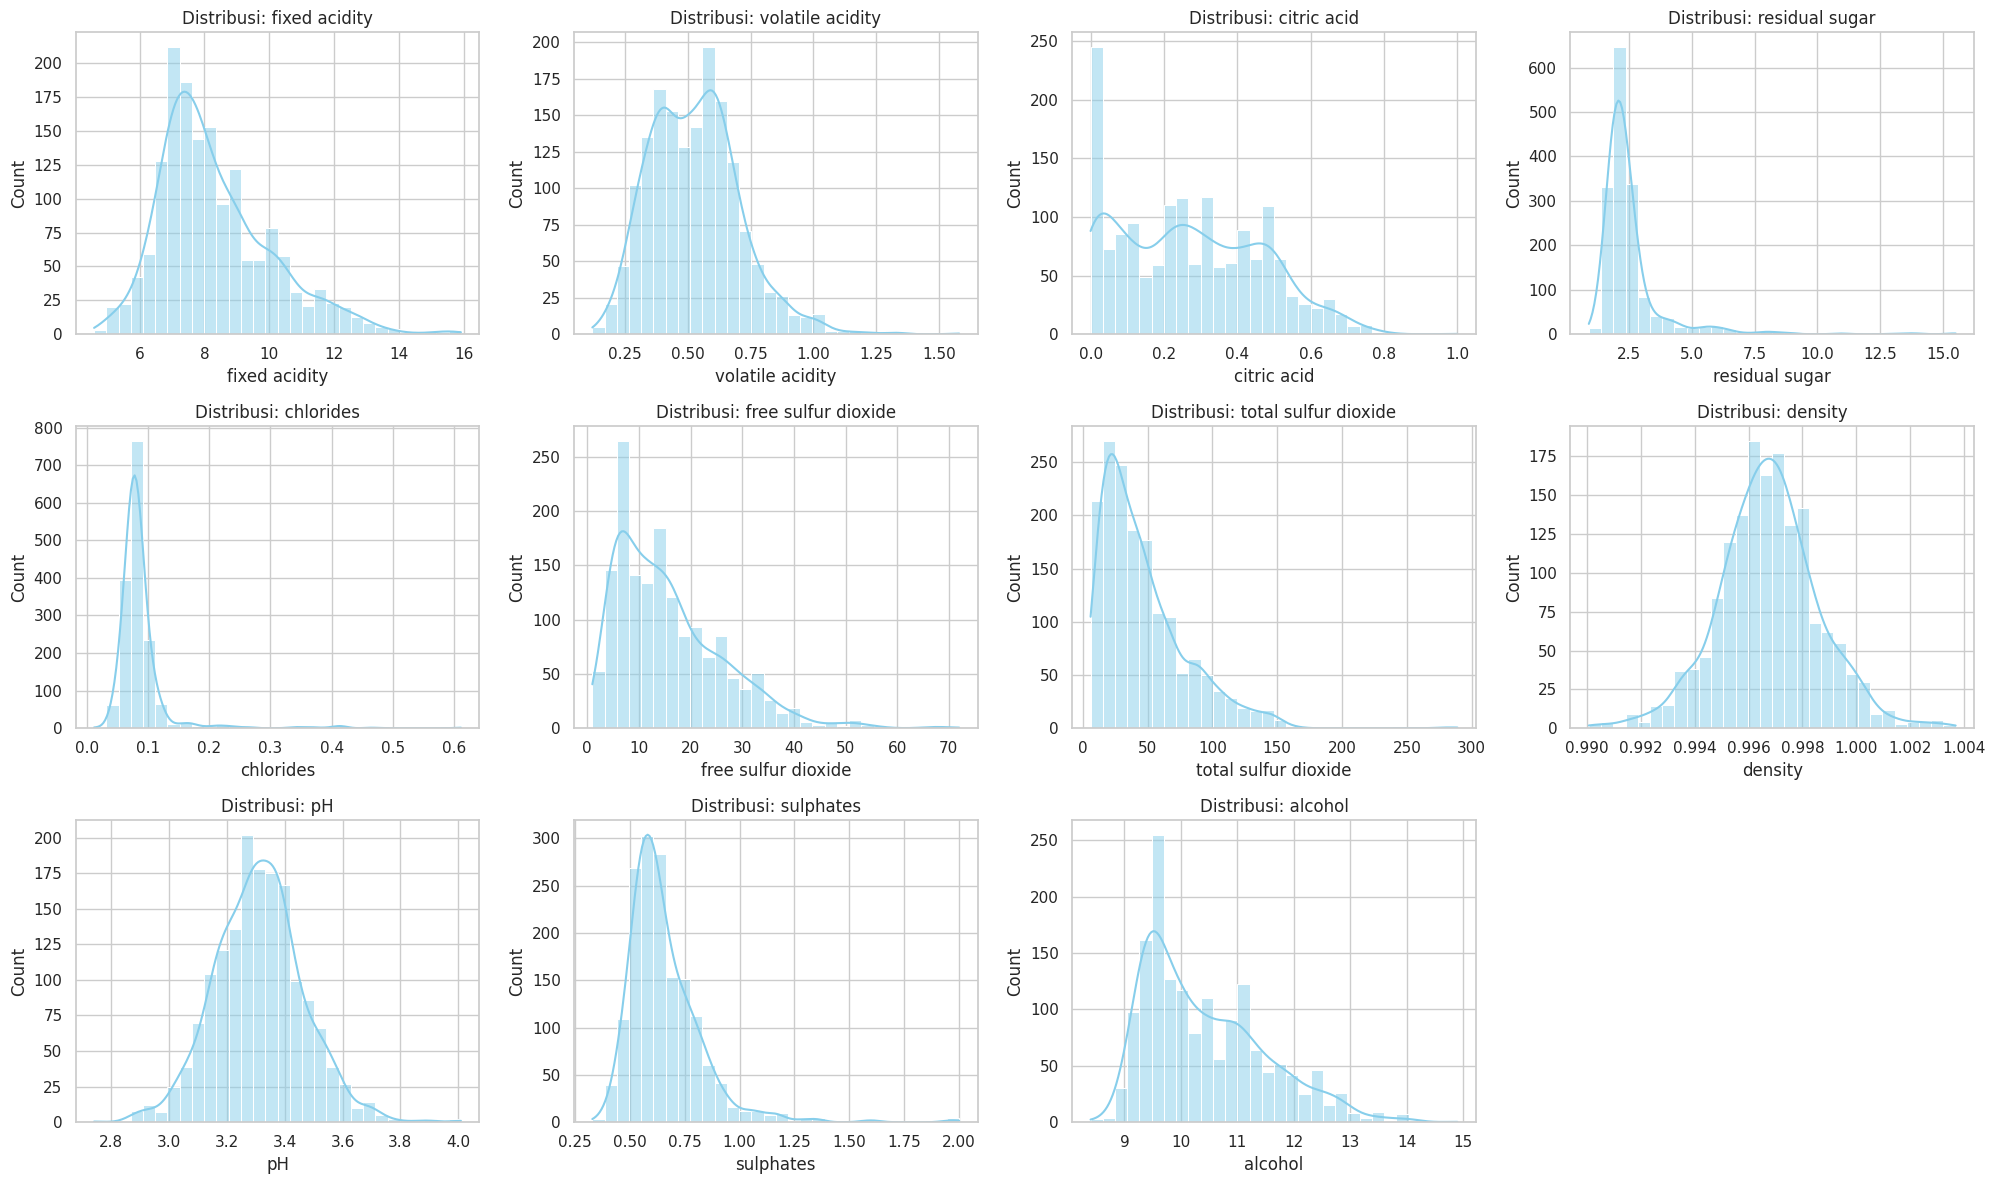 Distribusi: fixed acidity
Count
200
175
150
125
100
75
50
25
0
6 8 10 12 14 16
fixed acidity
Distribusi: volatile acidity
Count
200
175
150
125
100
75
50
25
0
0.25 0.50 0.75 1.00 1.25 1.50
volatile acidity
Distribusi: citric acid
Count
250
200
150
100
50
0
0.0 0.2 0.4 0.6 0.8 1.0
citric acid
Distribusi: residual sugar
Count
600
500
400
300
200
100
0
2.5 5.0 7.5 10.0 12.5 15.0
residual sugar
Distribusi: chlorides
Count
800
700
600
500
400
300
200
100
0
0.0 0.1 0.2 0.3 0.4 0.5 0.6
chlorides
Distribusi: free sulfur dioxide
Count
250
200
150
100
50
0
0 10 20 30 40 50 60 70
free sulfur dioxide
Distribusi: total sulfur dioxide
Count
250
200
150
100
50
0
0 50 100 150 200 250 300
total sulfur dioxide
Distribusi: density
Count
175
150
125
100
75
50
25
0
0.990 0.992 0.994 0.996 0.998 1.000 1.002 1.004
density
Distribusi: pH
Count
200
175
150
125
100
75
50
25
0
2.8 3.0 3.2 3.4 3.6 3.8 4.0
pH
Distribusi: sulphates
Count
300
250
200
150
100
50
0
0.25 0.50 0.75 1.00 1.25 1.50 1.75 2.00
sulphates
Distribusi: alcohol
Count
250
200
150
100
50
0
9 10 11 12 13 14 15
alcohol